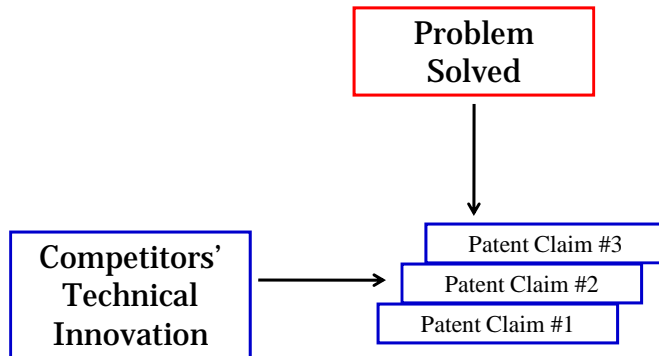 Problem
Solved
Patent Claim #3
Competitors'
Technical
Innovation
Patent Claim #2
Patent Claim #1